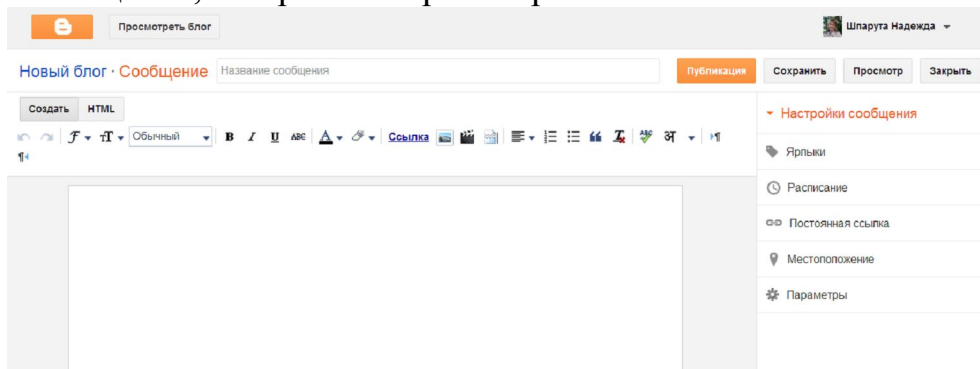 Просмотреть блог
Шпарута Надежда
Новый блог · Сообщение
Название сообщения
Публикация
Сохранить
Просмотр
Закрыть
Создать HTML
Обычный B I U ABC A Ссылка
Настройки сообщения
Ярлыки
Расписание
Постоянная ссылка
Местоположение
Параметры